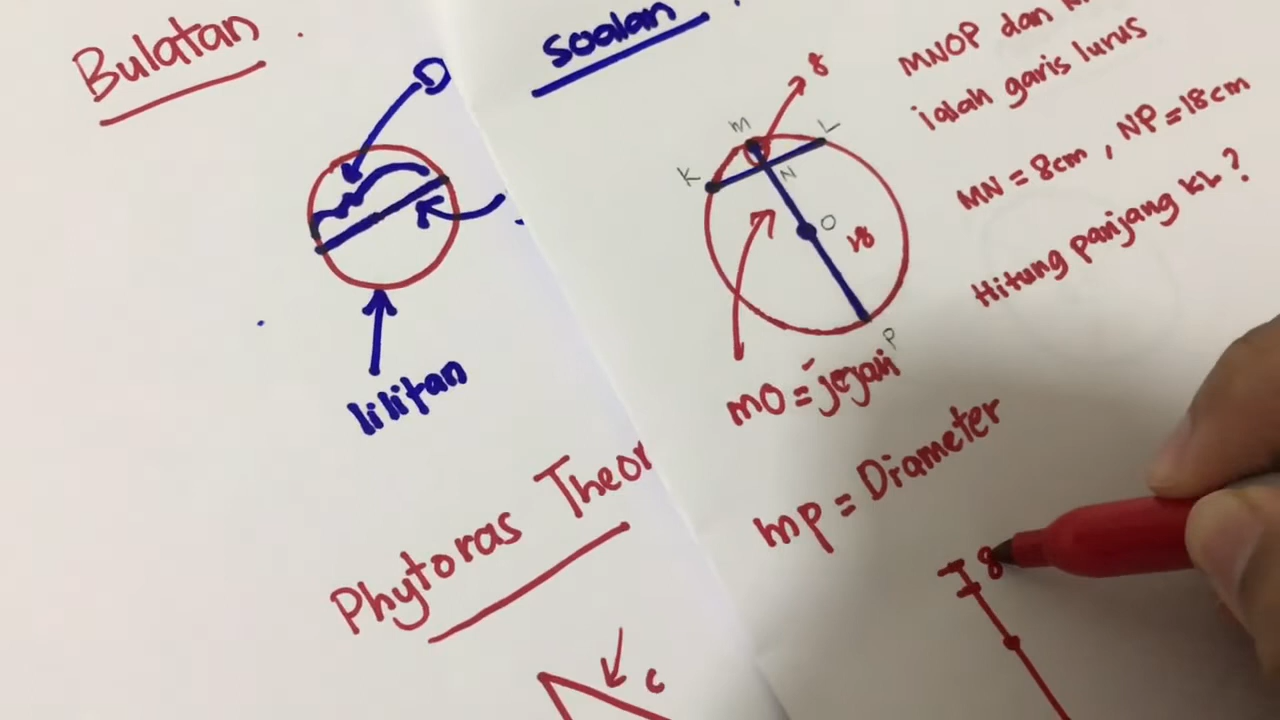 Bulatan
D
lilitan
Phytoras Theor
C
Soalan
8
M
L
K
N
O
18
P
MNOP dan
ialah garis lurus
MN = 8cm, NP = 18cm
Hitung panjang KL?
MO = jejari
MP = Diameter
8